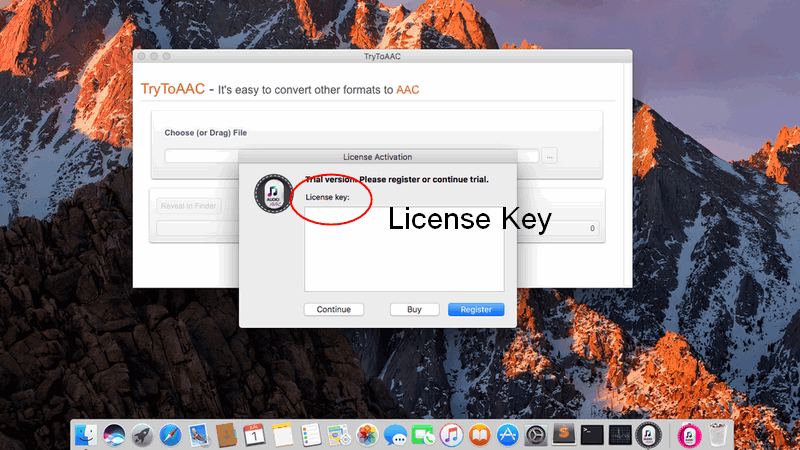 TryToAAC
TryToAAC - It's easy to convert other formats to AAC
Choose (or Drag) File
...
License Activation
Trial version. Please register or continue trial.
License key:
License Key
AUDIO
AAC
Reveal in Finder
0
Continue
Buy
Register
1